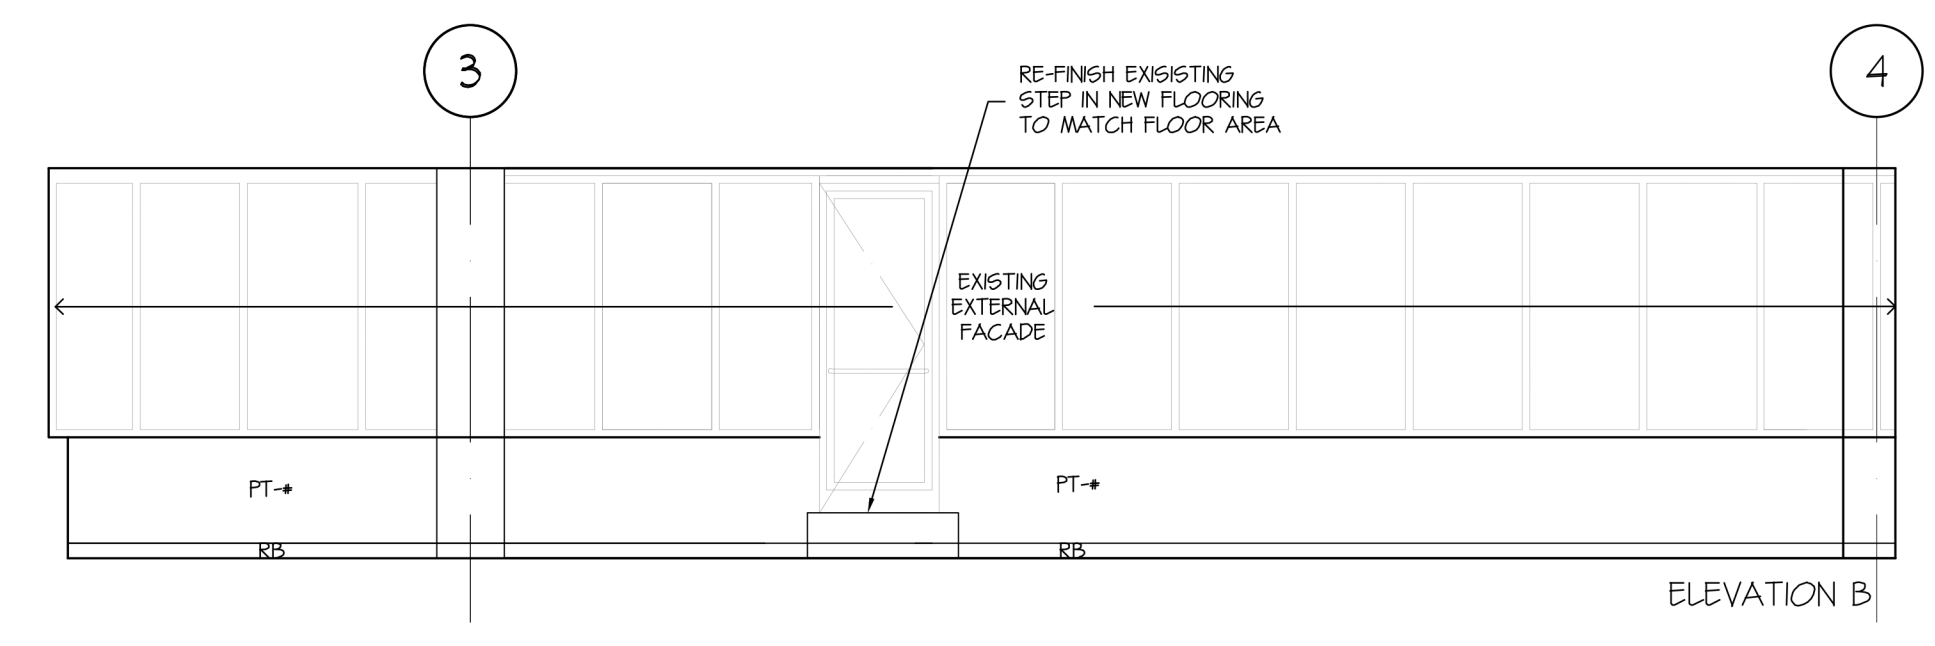 3
4
RE-FINISH EXISISTING
STEP IN NEW FLOORING
TO MATCH FLOOR AREA
EXISTING
EXTERNAL
FACADE
PT-#
PT-#
RB
RB
ELEVATION B